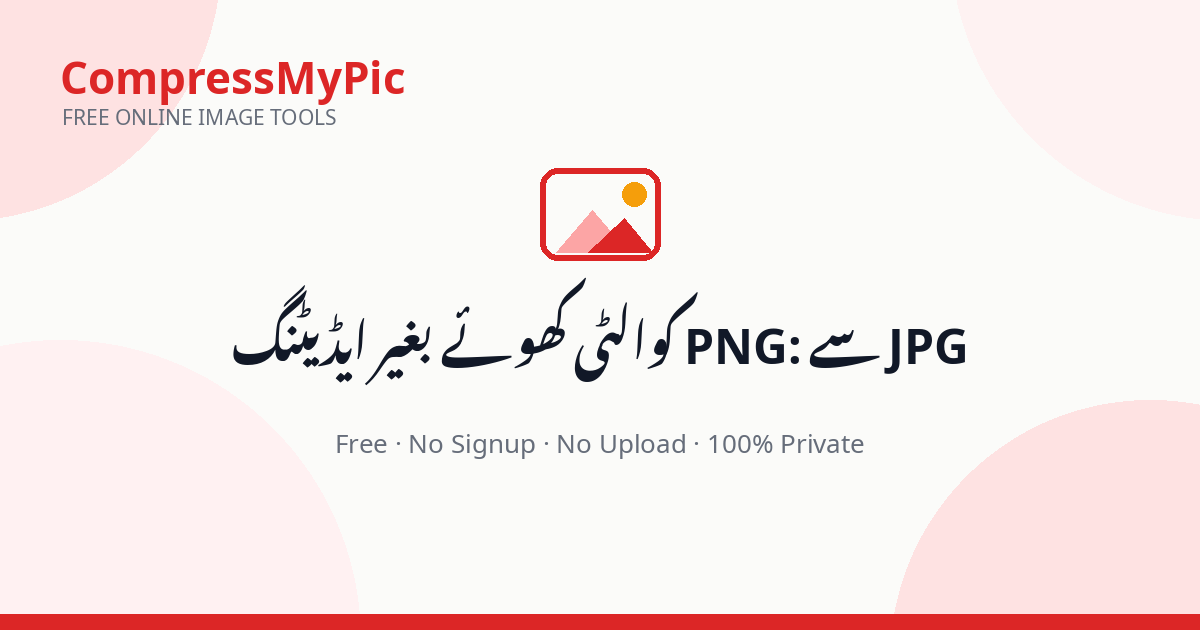 CompressMyPic
FREE ONLINE IMAGE TOOLS
JPG سے PNG: کوالٹی کھوئے بغیر ایڈیٹنگ
Free · No Signup · No Upload · 100% Private